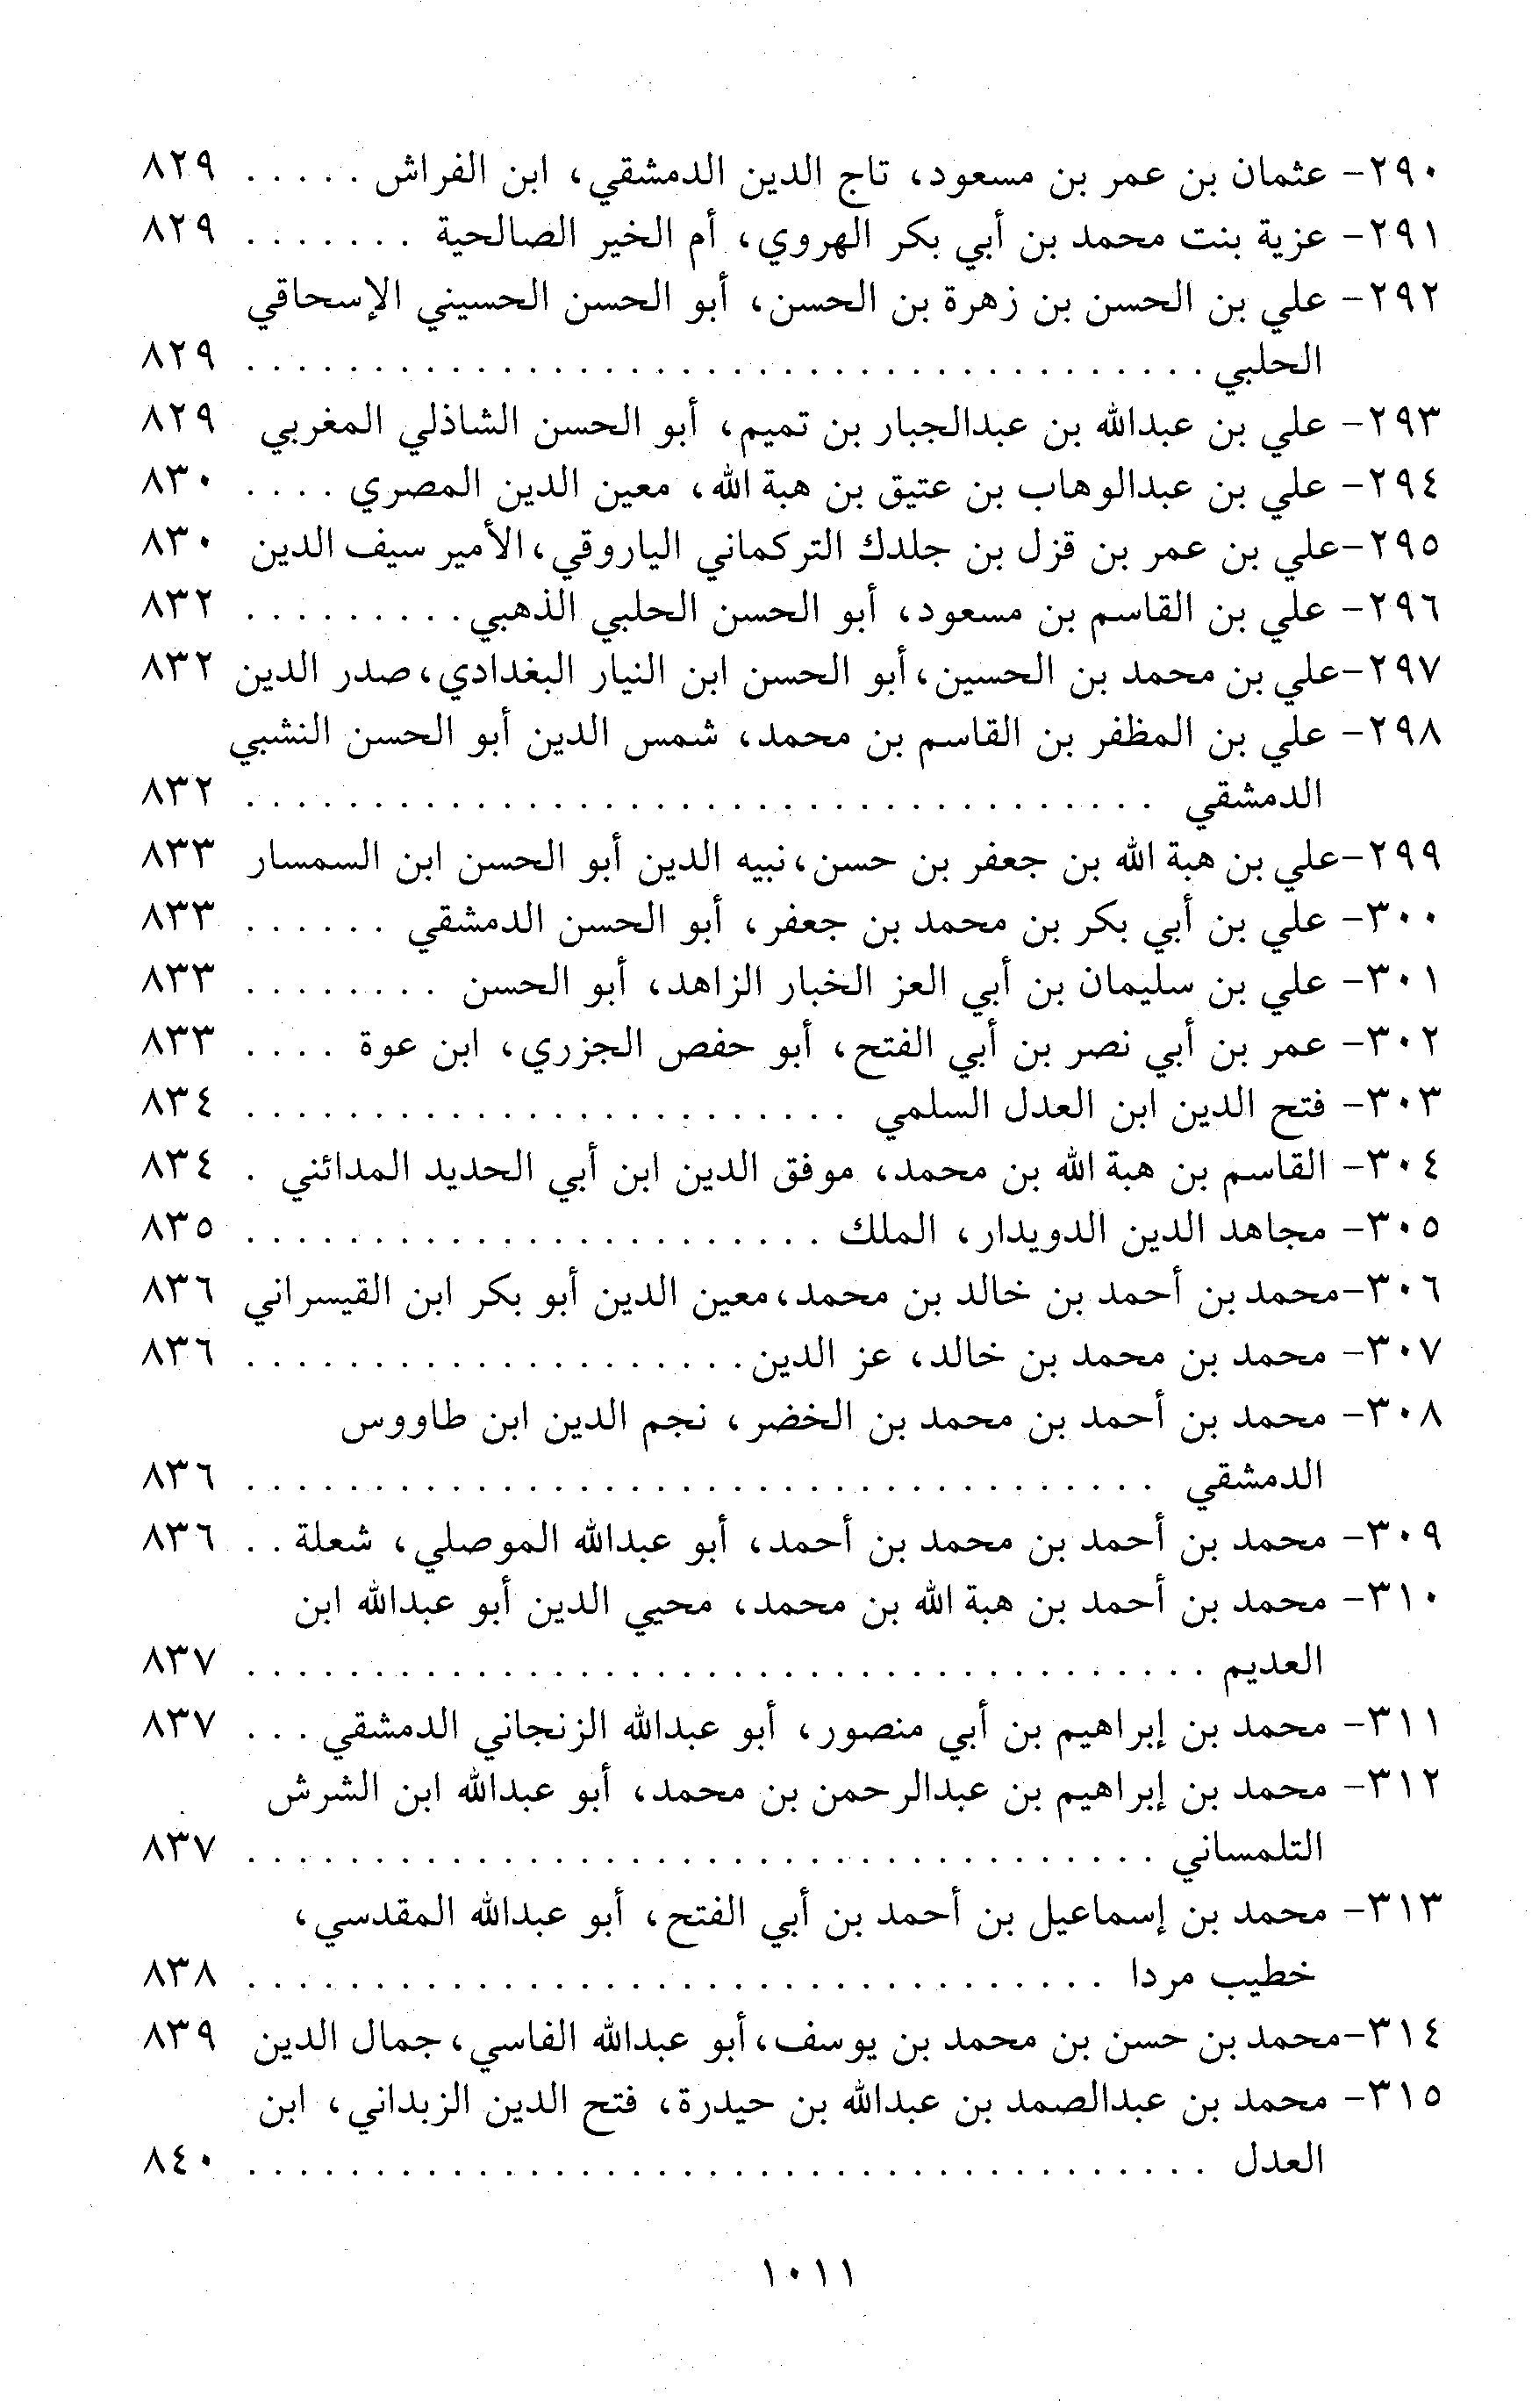 ٢٩٠- عثمان بن عمر بن مسعود، تاج الدين الدمشقي، ابن الفراش . . . . . ٨٢٩
٢٩١- عزية بنت محمد بن أبي بكر الهروي، أم الخير الصالحية . . . . . . . ٨٢٩
٢٩٢- علي بن الحسن بن زهرة بن الحسن، أبو الحسن الحسيني الإسحاقي
الحلبي . . . . . . . . . . . . . . . . . . . . . . . . . . . . . . . . . . . . . . ٨٢٩
٢٩٣- علي بن عبدالله بن عبدالجبار بن تميم، أبو الحسن الشاذلي المغربي ٨٢٩
٢٩٤- علي بن عبدالوهاب بن عتيق بن هبة الله، معين الدين المصري . . . . ٨٣٠
٢٩٥-علي بن عمر بن قزل بن جلدك التركماني الياروقي،الأمير سيف الدين ٨٣٠
٢٩٦- علي بن القاسم بن مسعود، أبو الحسن الحلبي الذهبي. . . . . . . . . ٨٣٢
٢٩٧-علي بن محمد بن الحسين،أبو الحسن ابن النيار البغدادي،صدر الدين ٨٣٢
٢٩٨- علي بن المظفر بن القاسم بن محمد، شمس الدين أبو الحسن النشبي
الدمشقي . . . . . . . . . . . . . . . . . . . . . . . . . . . . . . . . . . . . ٨٣٢
٢٩٩-علي بن هبة الله بن جعفر بن حسن،نبيه الدين أبو الحسن ابن السمسار ٨٣٣
٣٠٠- علي بن أبي بكر بن محمد بن جعفر، أبو الحسن الدمشقي . . . . . . ٨٣٣
٣٠١- علي بن سليمان بن أبي العز الخباز الزاهد، أبو الحسن . . . . . . . . ٨٣٣
٣٠٢- عمر بن أبي نصر بن أبي الفتح، أبو حفص الجزري، ابن عوة . . . . ٨٣٣
٣٠٣- فتح الدين ابن العدل السلمي . . . . . . . . . . . . . . . . . . . . . . . . ٨٣٤
٣٠٤- القاسم بن هبة الله بن محمد، موفق الدين ابن أبي الحديد المدائني . ٨٣٤
٣٠٥- مجاهد الدين الدويدار، الملك . . . . . . . . . . . . . . . . . . . . . . . ٨٣٥
٣٠٦-محمد بن أحمد بن خالد بن محمد،معين الدين أبو بكر ابن القيسراني ٨٣٦
٣٠٧- محمد بن محمد بن خالد، عز الدين. . . . . . . . . . . . . . . . . . . . ٨٣٦
٣٠٨- محمد بن أحمد بن محمد بن الخضر، نجم الدين ابن طاووس
الدمشقي . . . . . . . . . . . . . . . . . . . . . . . . . . . . . . . . . . . . ٨٣٦
٣٠٩- محمد بن أحمد بن محمد بن أحمد، أبو عبدالله الموصلي، شعلة . . ٨٣٦
٣١٠- محمد بن أحمد بن هبة الله بن محمد، محيي الدين أبو عبدالله ابن
العديم . . . . . . . . . . . . . . . . . . . . . . . . . . . . . . . . . . . . . . ٨٣٧
٣١١- محمد بن إبراهيم بن أبي منصور، أبو عبدالله الزنجاني الدمشقي . . . ٨٣٧
٣١٢- محمد بن إبراهيم بن عبدالرحمن بن محمد، أبو عبدالله ابن الشرش
التلمساني . . . . . . . . . . . . . . . . . . . . . . . . . . . . . . . . . . . . ٨٣٧
٣١٣- محمد بن إسماعيل بن أحمد بن أبي الفتح، أبو عبدالله المقدسي،
خطيب مردا . . . . . . . . . . . . . . . . . . . . . . . . . . . . . . . . . . ٨٣٨
٣١٤-محمد بن حسن بن محمد بن يوسف،أبو عبدالله الفاسي،جمال الدين ٨٣٩
٣١٥- محمد بن عبدالصمد بن عبدالله بن حيدرة، فتح الدين الزبداني، ابن
العدل . . . . . . . . . . . . . . . . . . . . . . . . . . . . . . . . . . . . . . ٨٤٠
١٠١١